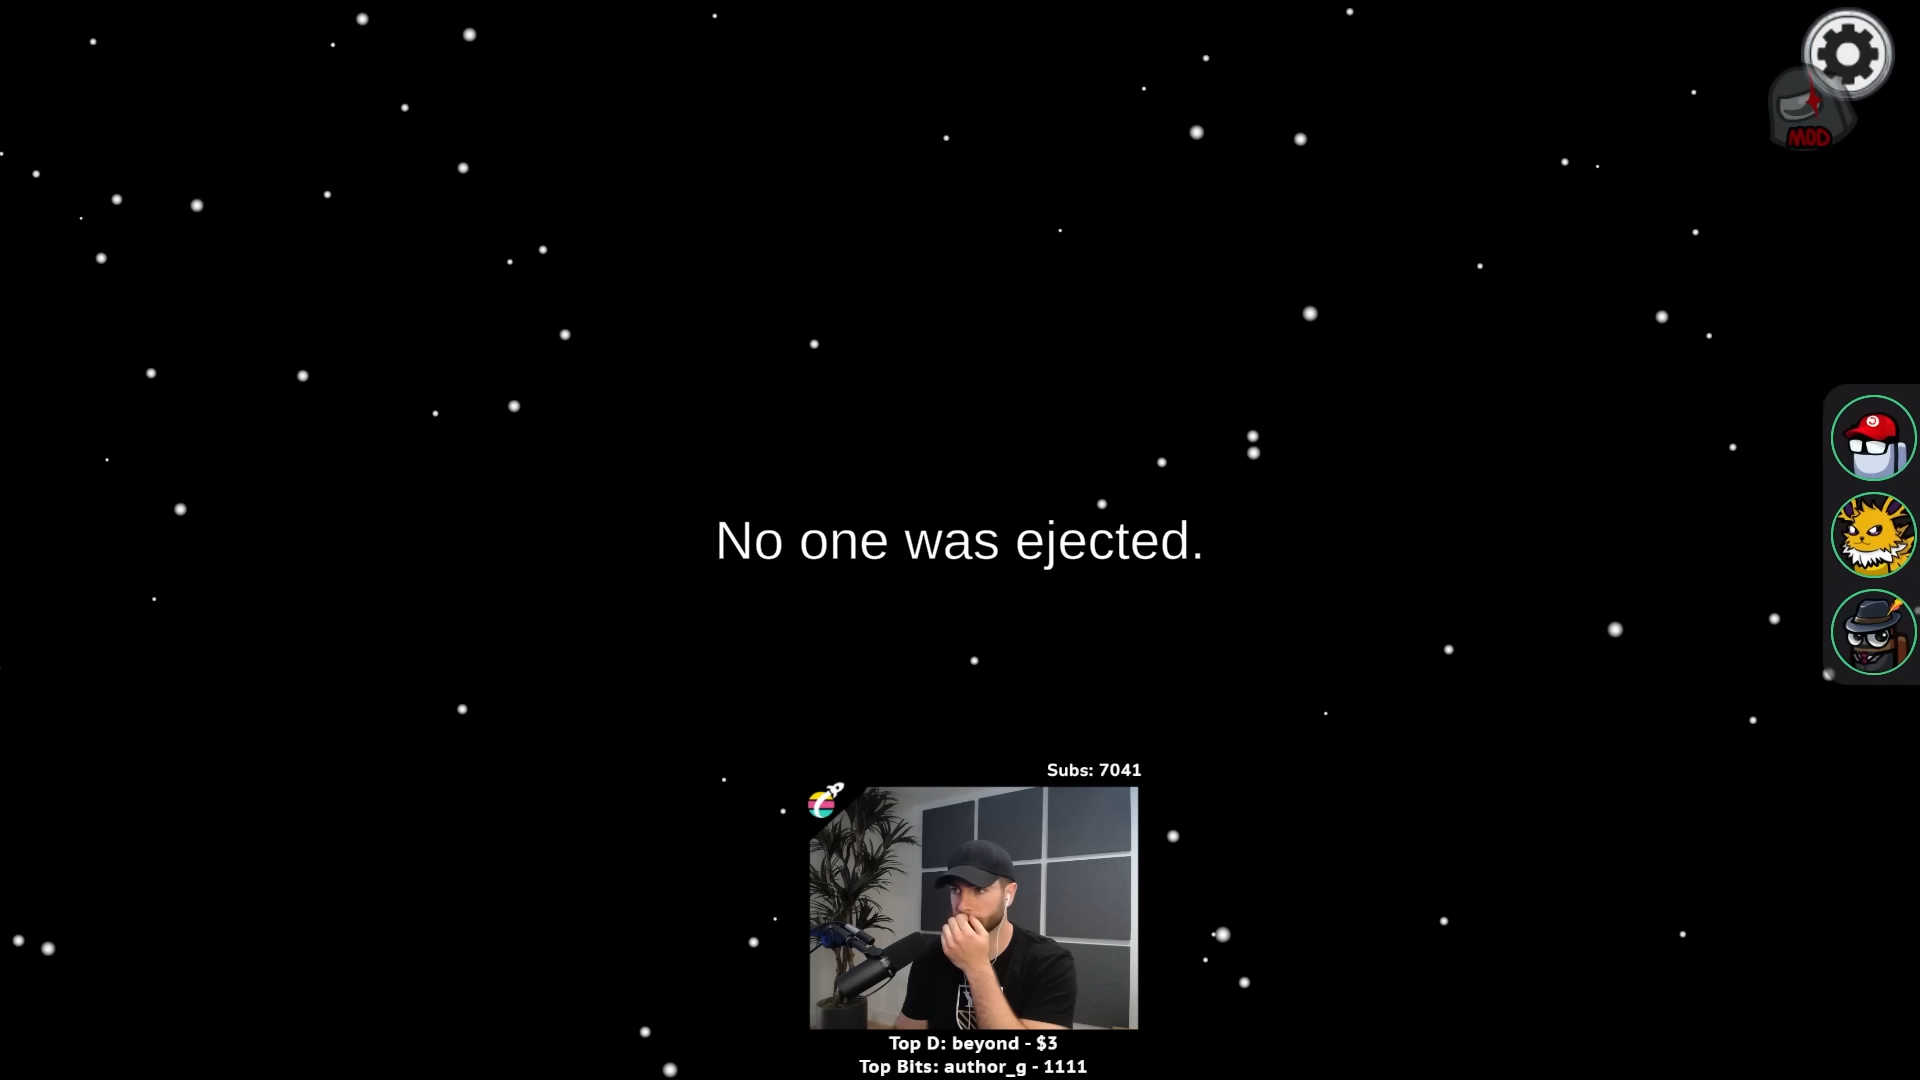 MOD
No one was ejected.
Subs: 7041
Top D: beyond - $3
Top Bits: author_g - 1111